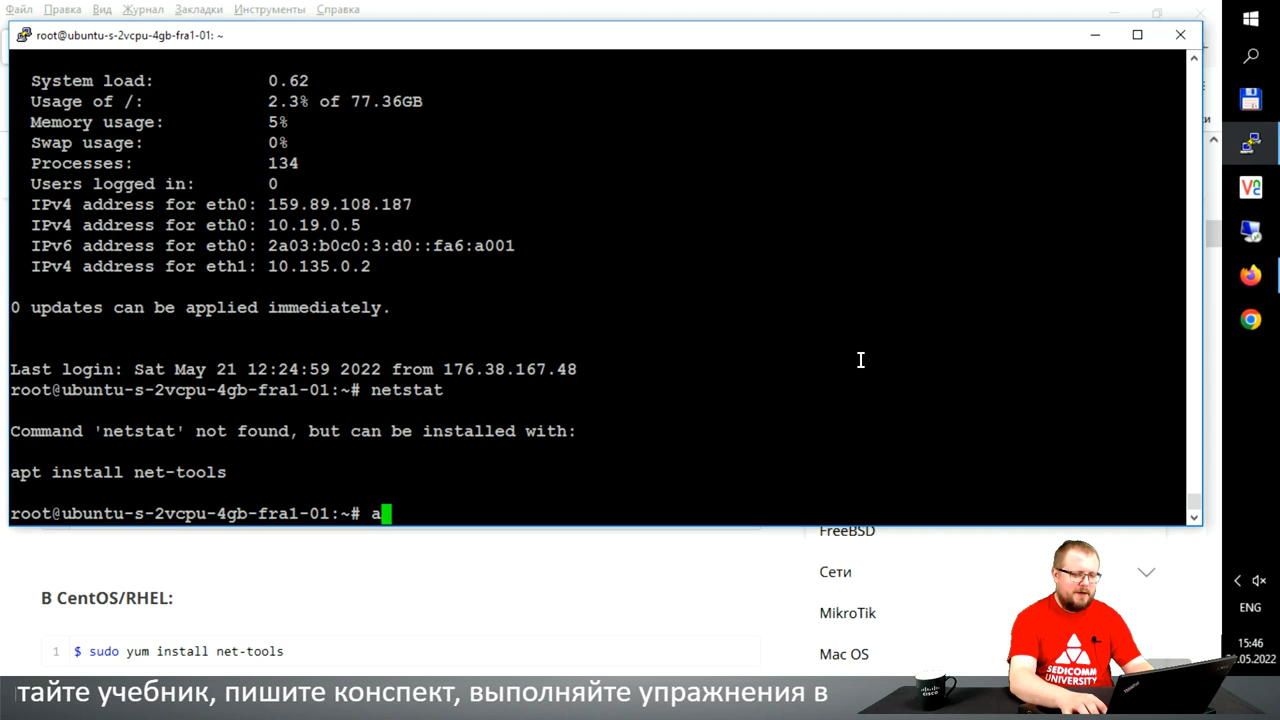 Файл Правка Вид Журнал Закладки Инструменты Справка
root@ubuntu-s-2vcpu-4gb-fra1-01: ~
System load: 0.62
Usage of /: 2.3% of 77.36GB
Memory usage: 5%
Swap usage: 0%
Processes: 134
Users logged in: 0
IPv4 address for eth0: 159.89.108.187
IPv4 address for eth0: 10.19.0.5
IPv6 address for eth0: 2a03:b0c0:3:d0::fa6:a001
IPv4 address for eth1: 10.135.0.2
0 updates can be applied immediately.
Last login: Sat May 21 12:24:59 2022 from 176.38.167.48
root@ubuntu-s-2vcpu-4gb-fra1-01:~# netstat
Command 'netstat' not found, but can be installed with:
apt install net-tools
root@ubuntu-s-2vcpu-4gb-fra1-01:~# a
FreeBSD
Сети
MikroTik
Mac OS
В CentOS/RHEL:
1 $ sudo yum install net-tools
ENG
15:46
.05.2022
SEDICOMM
UNIVERSITY
CISCO
ThinkPad
тайте учебник, пишите конспект, выполняйте упражнения в